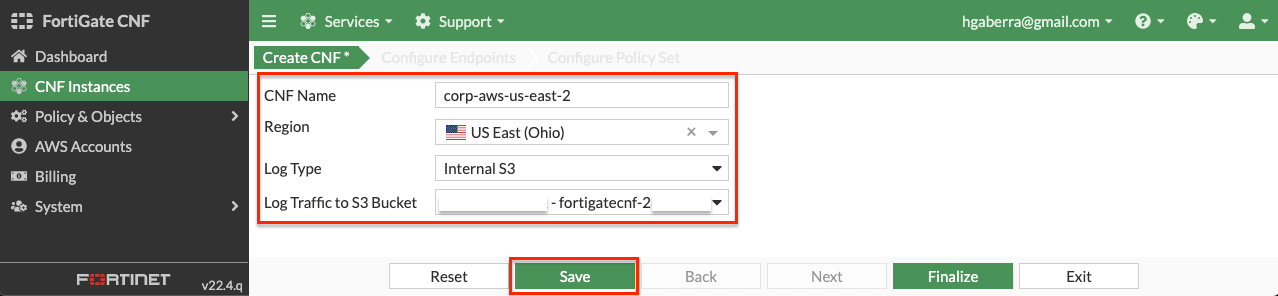 FortiGate CNF
Services
Support
hgaberra@gmail.com
Dashboard
CNF Instances
Policy & Objects
AWS Accounts
Billing
System
FORTINET
v22.4.q
Create CNF *
Configure Endpoints
Configure Policy Set
CNF Name
corp-aws-us-east-2
Region
US East (Ohio)
Log Type
Internal S3
Log Traffic to S3 Bucket
- fortigatecnf-2
Reset
Save
Back
Next
Finalize
Exit